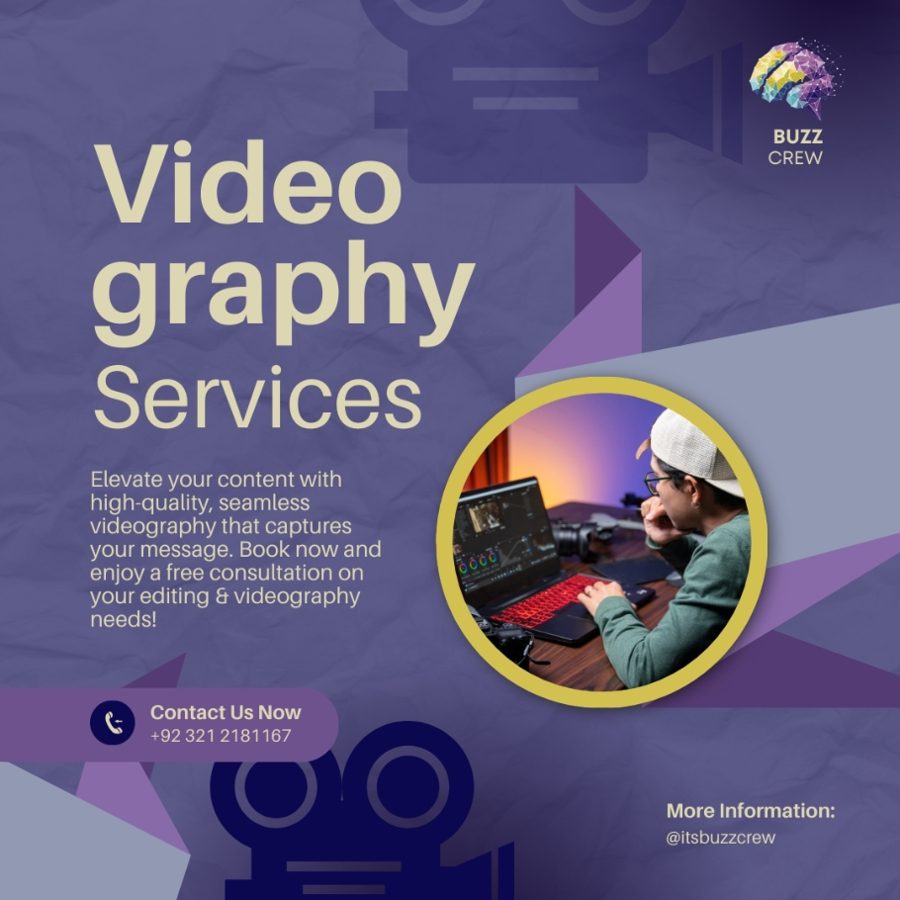 BUZZ
CREW
Video
graphy
Services
Elevate your content with
high-quality, seamless
videography that captures
your message. Book now and
enjoy a free consultation on
your editing & videography
needs!
Contact Us Now
+92 321 2181167
More Information:
@itsbuzzcrew